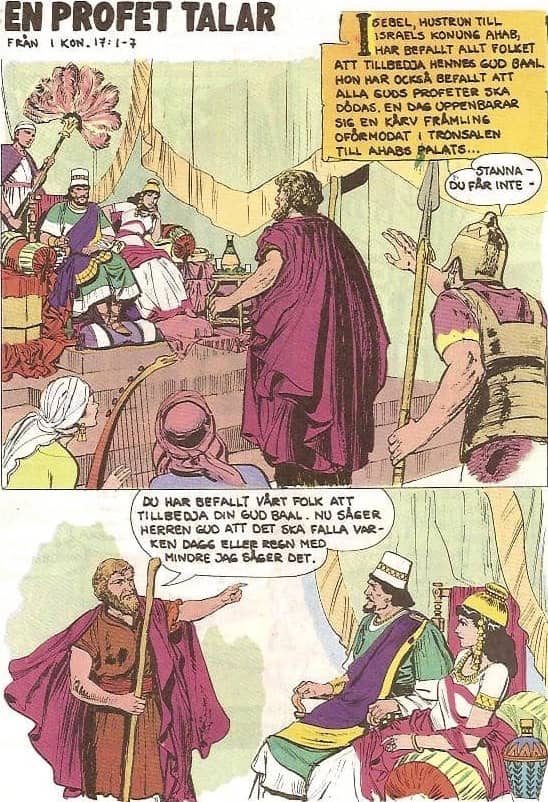 EN PROFET TALAR
FRÅN 1 KON. 17:1-7
ISEBEL, HUSTRUN TILL
ISRAELS KONUNG AHAB,
HAR BEFALLT ALLT FOLKET
ATT TILLBEDJA HENNES GUD BAAL.
HON HAR OCKSÅ BEFALLT ATT
ALLA GUDS PROFETER SKA
DÖDAS. EN DAG UPPENBARAR
SIG EN KÄRV FRÄMLING
OFÖRMODAT I TRONSALEN
TILL AHABS PALATS...
STANNA -
DU FÅR INTE -
DU HAR BEFALLT VÅRT FOLK ATT
TILLBEDJA DIN GUD BAAL. NU SÄGER
HERREN GUD ATT DET SKA FALLA VAR-
KEN DAGG ELLER REGN MED
MINDRE JAG SÄGER DET.